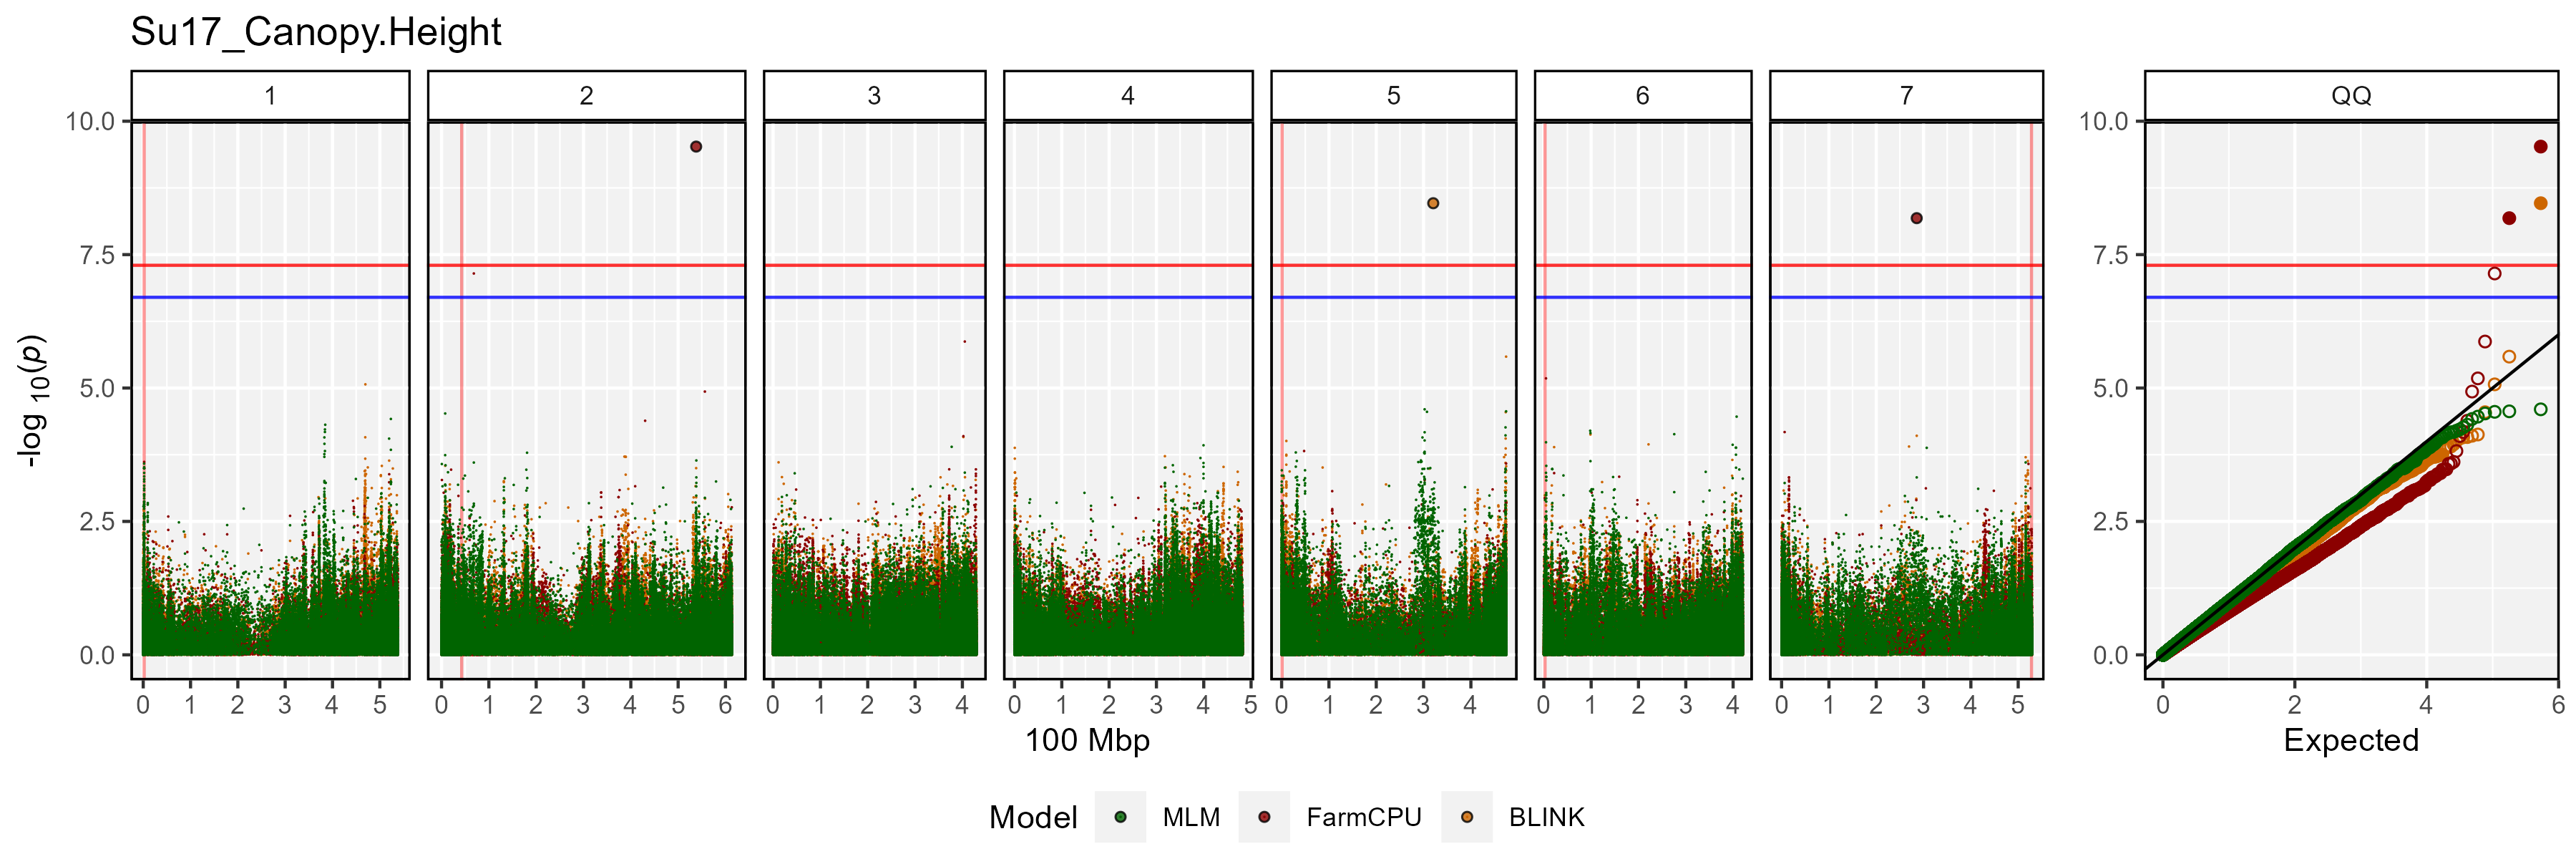 Su17_Canopy.Height
1 2 3 4 5 6 7 QQ
10.0 7.5 5.0 2.5 0.0
-log 10(p)
10.0 7.5 5.0 2.5 0.0
0 1 2 3 4 5 0 1 2 3 4 5 6 0 1 2 3 4 0 1 2 3 4 5 0 1 2 3 4 0 1 2 3 4 0 1 2 3 4 5 0 2 4 6
100 Mbp Expected
Model MLM FarmCPU BLINK